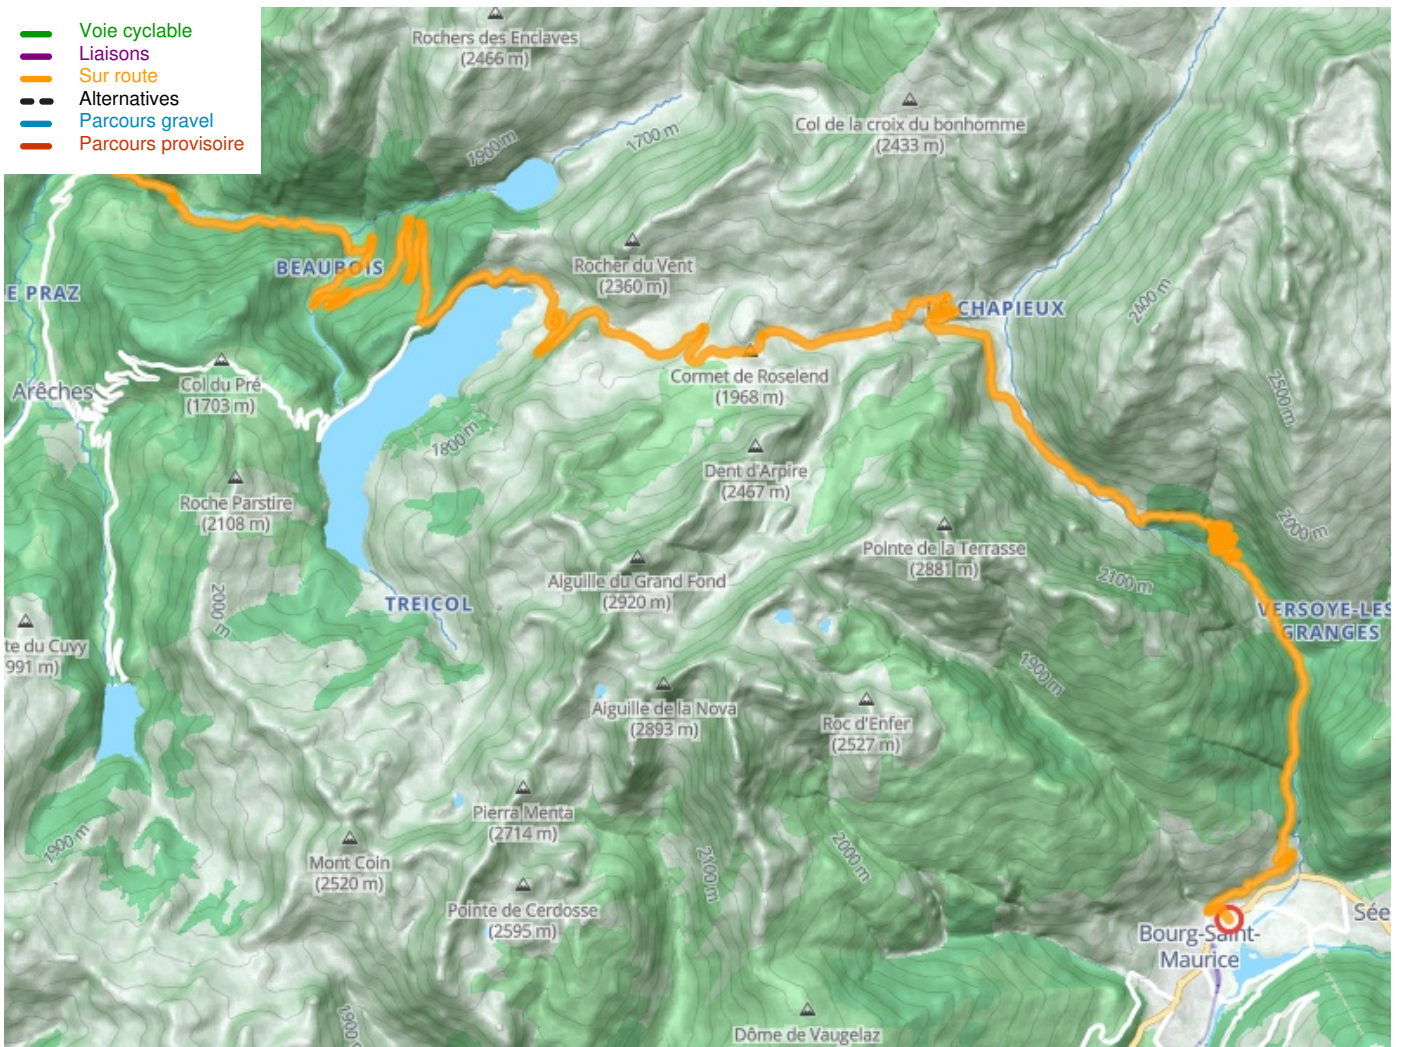 Voie cyclable
Liaisons
Sur route
Alternatives
Parcours gravel
Parcours provisoire
Rochers des Enclaves
(2466 m)
Col de la croix du bonhomme
(2433 m)
1900 m
1700 m
BEAUBOIS
Rocher du Vent
(2360 m)
E PRAZ
CHAPIEUX
2400 m
Col du Pré
(1703 m)
Arêches
Cormet de Roselend
(1968 m)
2500 m
1800 m
Dent d'Arpire
(2467 m)
Roche Parstire
(2108 m)
2000 m
Pointe de la Terrasse
(2881 m)
Aiguille du Grand Fond
(2920 m)
2100 m
TREICOL
2000 m
VERSOYE-LES
GRANGES
te du Cuvy
991 m)
1900 m
Aiguille de la Nova
(2893 m)
Roc d'Enfer
(2527 m)
Pierra Menta
(2714 m)
1900 m
Mont Coin
(2520 m)
2100 m
2000 m
Pointe de Cerdosse
(2595 m)
Sée
Bourg-Saint-
Maurice
1900 m
Dôme de Vaugelaz